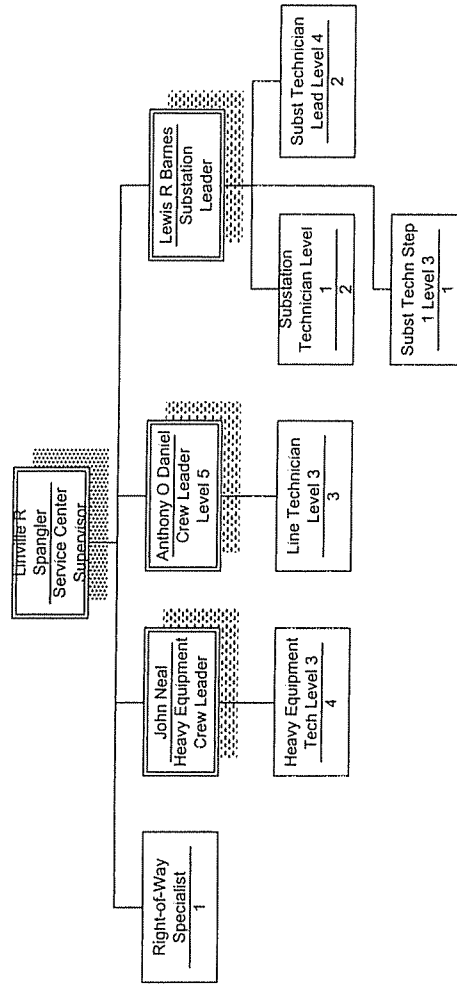 Linville R
Spangler
Service Center
Supervisor
Right-of-Way
Specialist
1
John Neal
Heavy Equipment
Crew Leader
Heavy Equipment
Tech Level 3
4
Anthony O Daniel
Crew Leader
Level 5
Line Technician
Level 3
3
Lewis R Barnes
Substation
Leader
Substation
Technician Level
1
2
Subst Technician
Lead Level 4
2
Subst Techn Step
1 Level 3
1